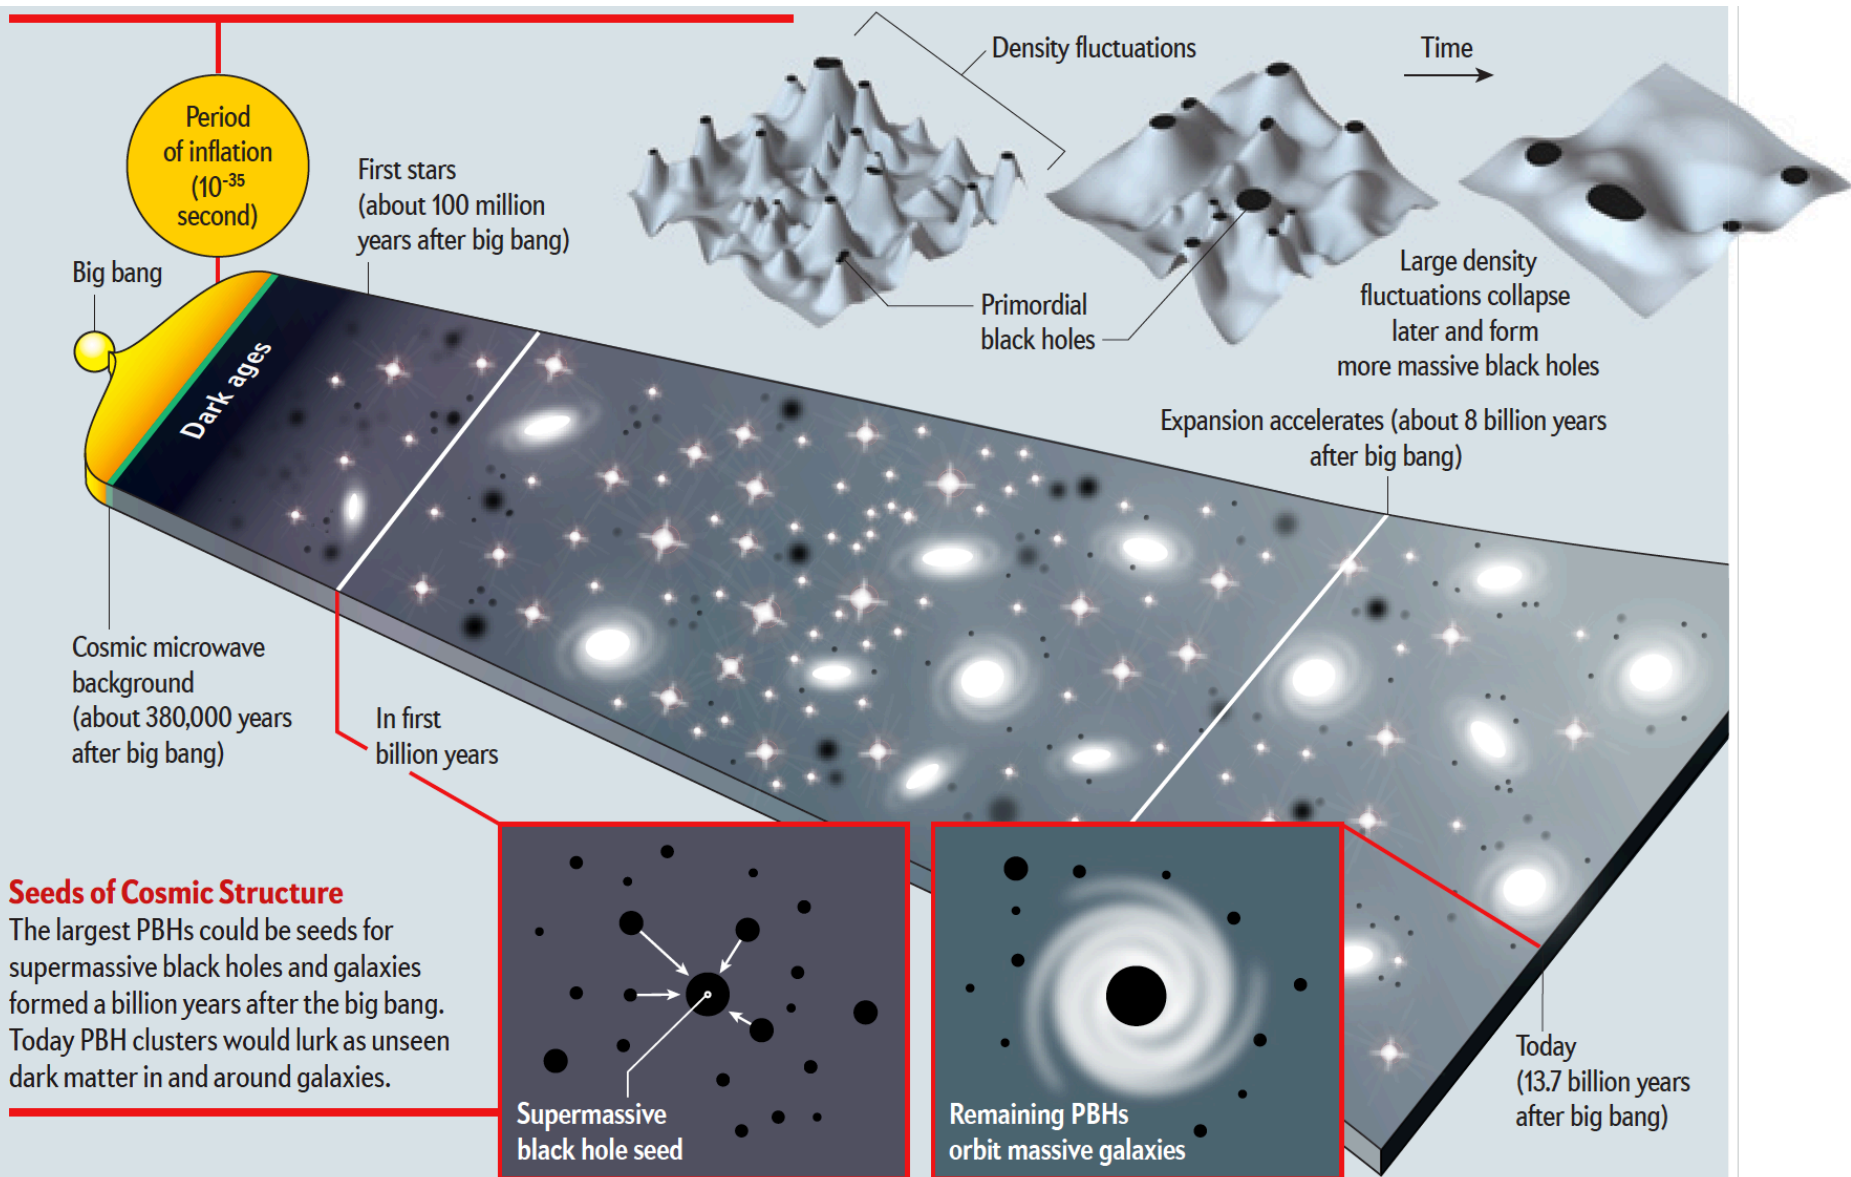 Period
of inflation
(10⁻³⁵
second)
Density fluctuations
Time
First stars
(about 100 million
years after big bang)
Big bang
Dark ages
Primordial
black holes
Large density
fluctuations collapse
later and form
more massive black holes
Expansion accelerates (about 8 billion years
after big bang)
Cosmic microwave
background
(about 380,000 years
after big bang)
In first
billion years
Seeds of Cosmic Structure
The largest PBHs could be seeds for
supermassive black holes and galaxies
formed a billion years after the big bang.
Today PBH clusters would lurk as unseen
dark matter in and around galaxies.
Supermassive
black hole seed
Remaining PBHs
orbit massive galaxies
Today
(13.7 billion years
after big bang)